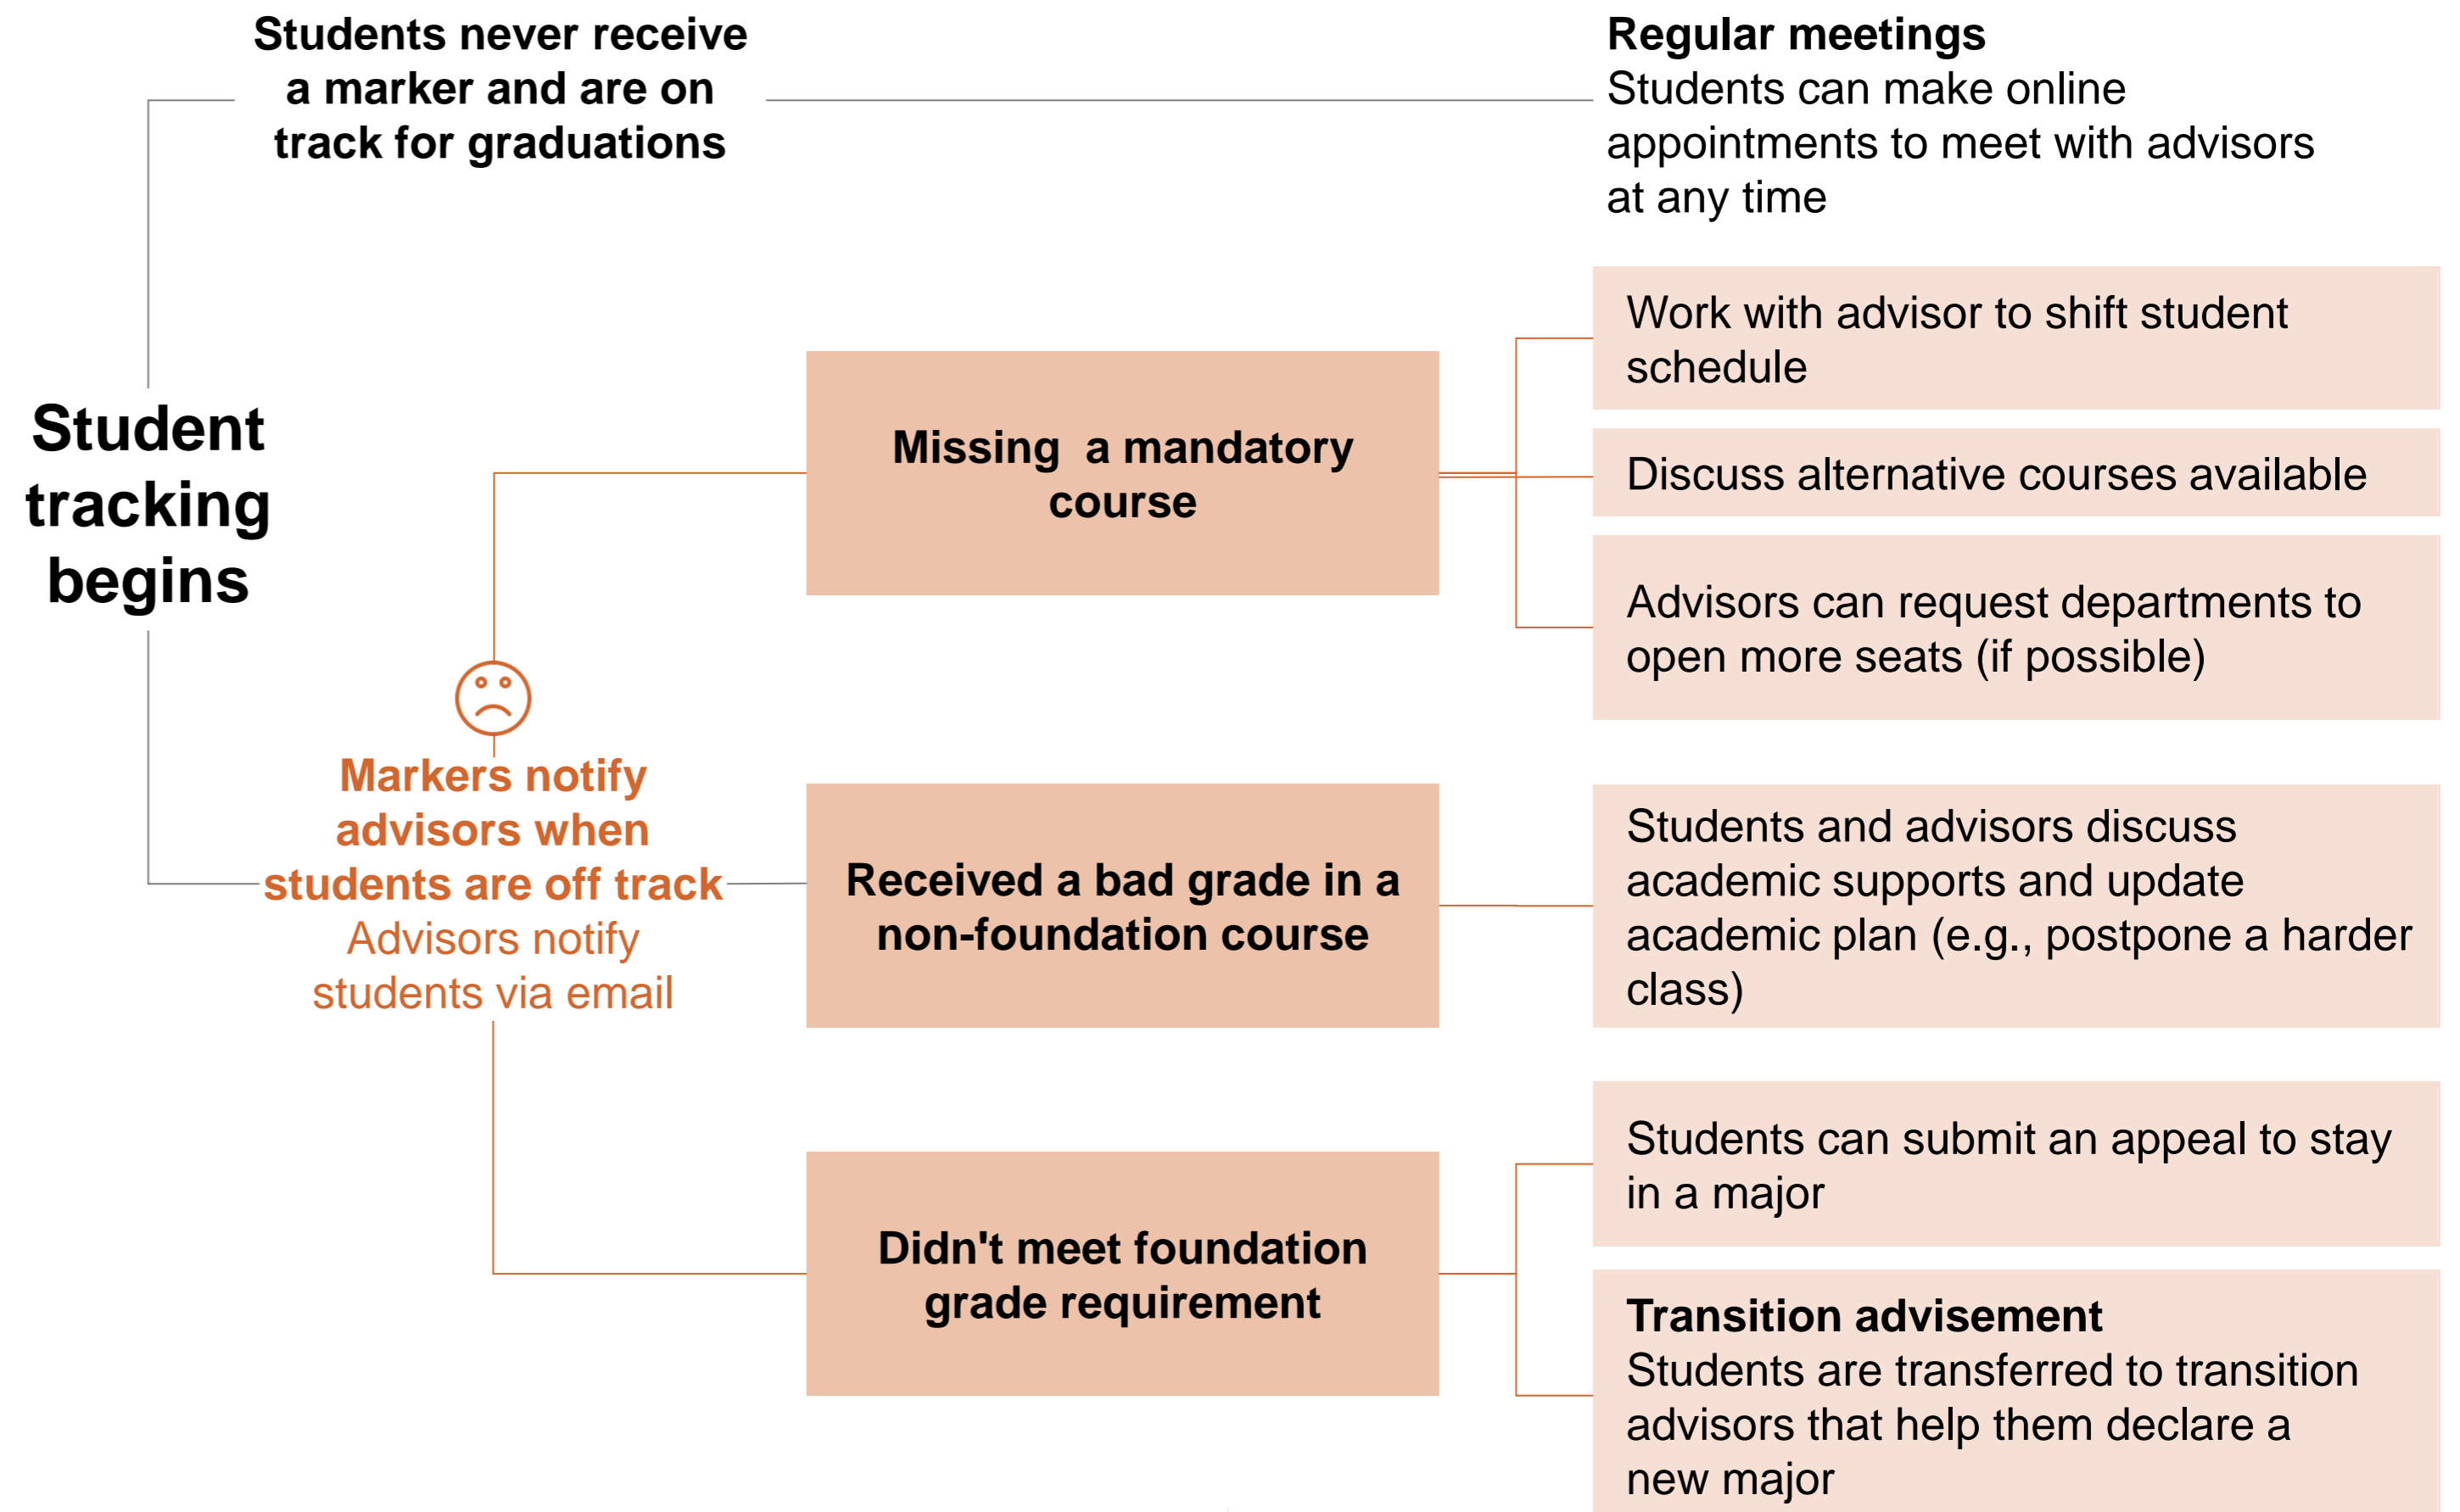 Students never receive
a marker and are on
track for graduations
Regular meetings
Students can make online
appointments to meet with advisors
at any time
Student
tracking
begins
Markers notify
advisors when
students are off track
Advisors notify
students via email
Missing  a mandatory
course
Work with advisor to shift student
schedule
Discuss alternative courses available
Advisors can request departments to
open more seats (if possible)
Received a bad grade in a
non-foundation course
Students and advisors discuss
academic supports and update
academic plan (e.g., postpone a harder
class)
Didn't meet foundation
grade requirement
Students can submit an appeal to stay
in a major
Transition advisement
Students are transferred to transition
advisors that help them declare a
new major